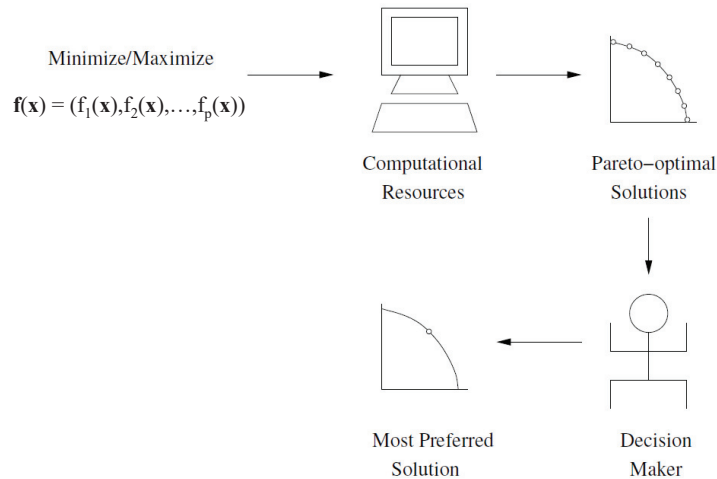 Minimize/Maximize
f(x) = (f₁(x),f₂(x),…,fₚ(x))
Computational
Resources
Pareto−optimal
Solutions
Most Preferred
Solution
Decision
Maker